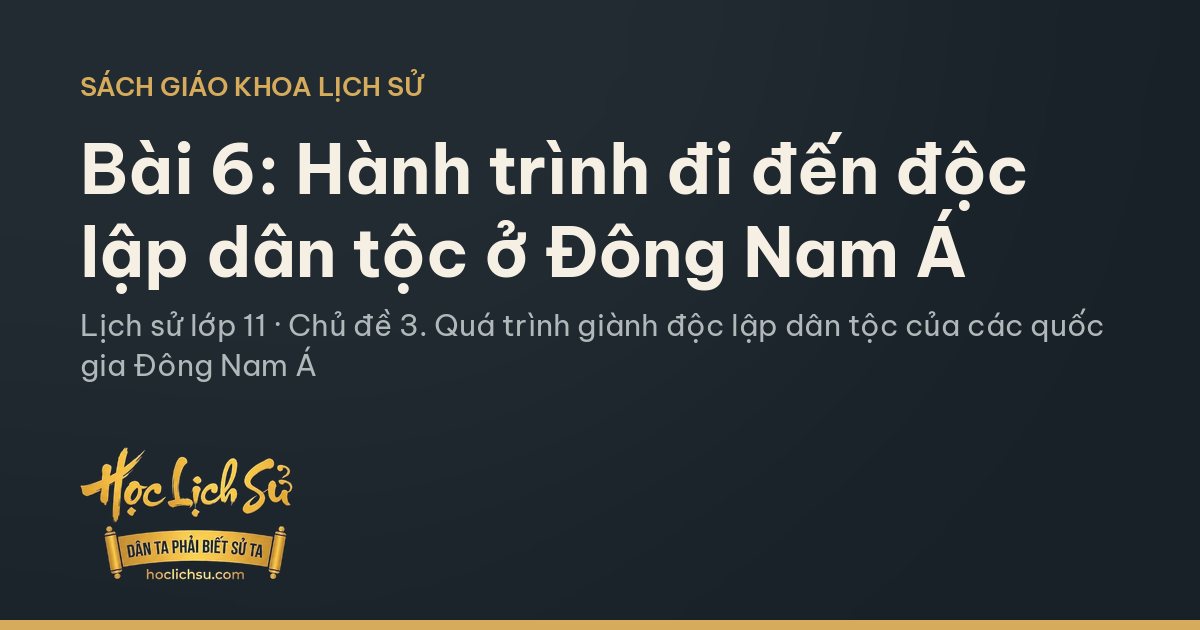 SÁCH GIÁO KHOA LỊCH SỬ
Bài 6: Hành trình đi đến độc
lập dân tộc ở Đông Nam Á
Lịch sử lớp 11 · Chủ đề 3. Quá trình giành độc lập dân tộc của các quốc
gia Đông Nam Á
Học Lịch Sử
DÂN TA PHẢI BIẾT SỬ TA
hoclichsu.com